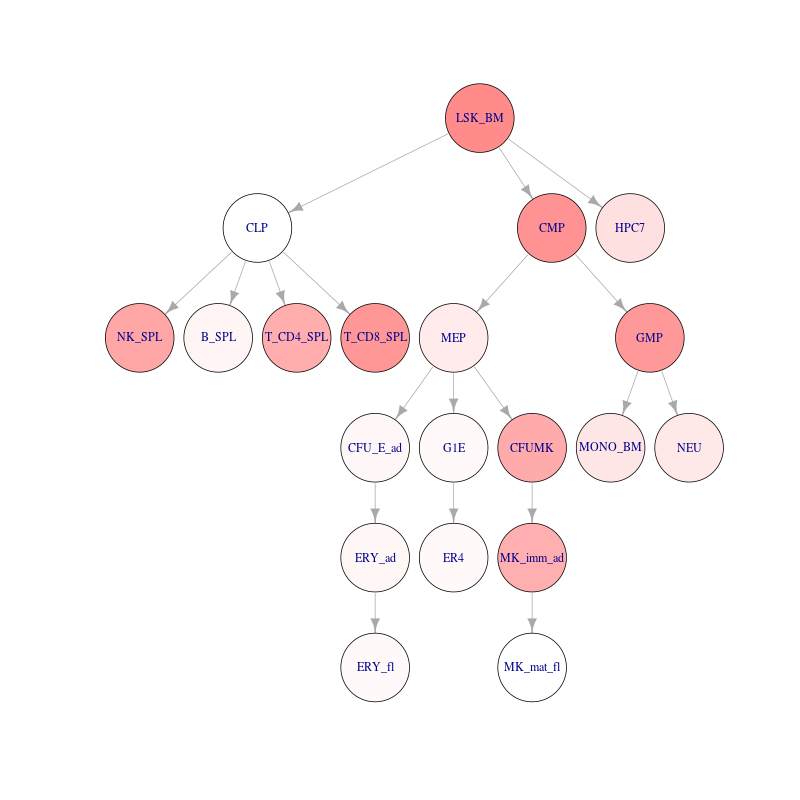 LSK_BM
CLP
CMP
HPC7
NK_SPL
B_SPL
T_CD4_SPL
T_CD8_SPL
MEP
GMP
CFU_E_ad
G1E
CFUMK
MONO_BM
NEU
ERY_ad
ER4
MK_imm_ad
ERY_fl
MK_mat_fl